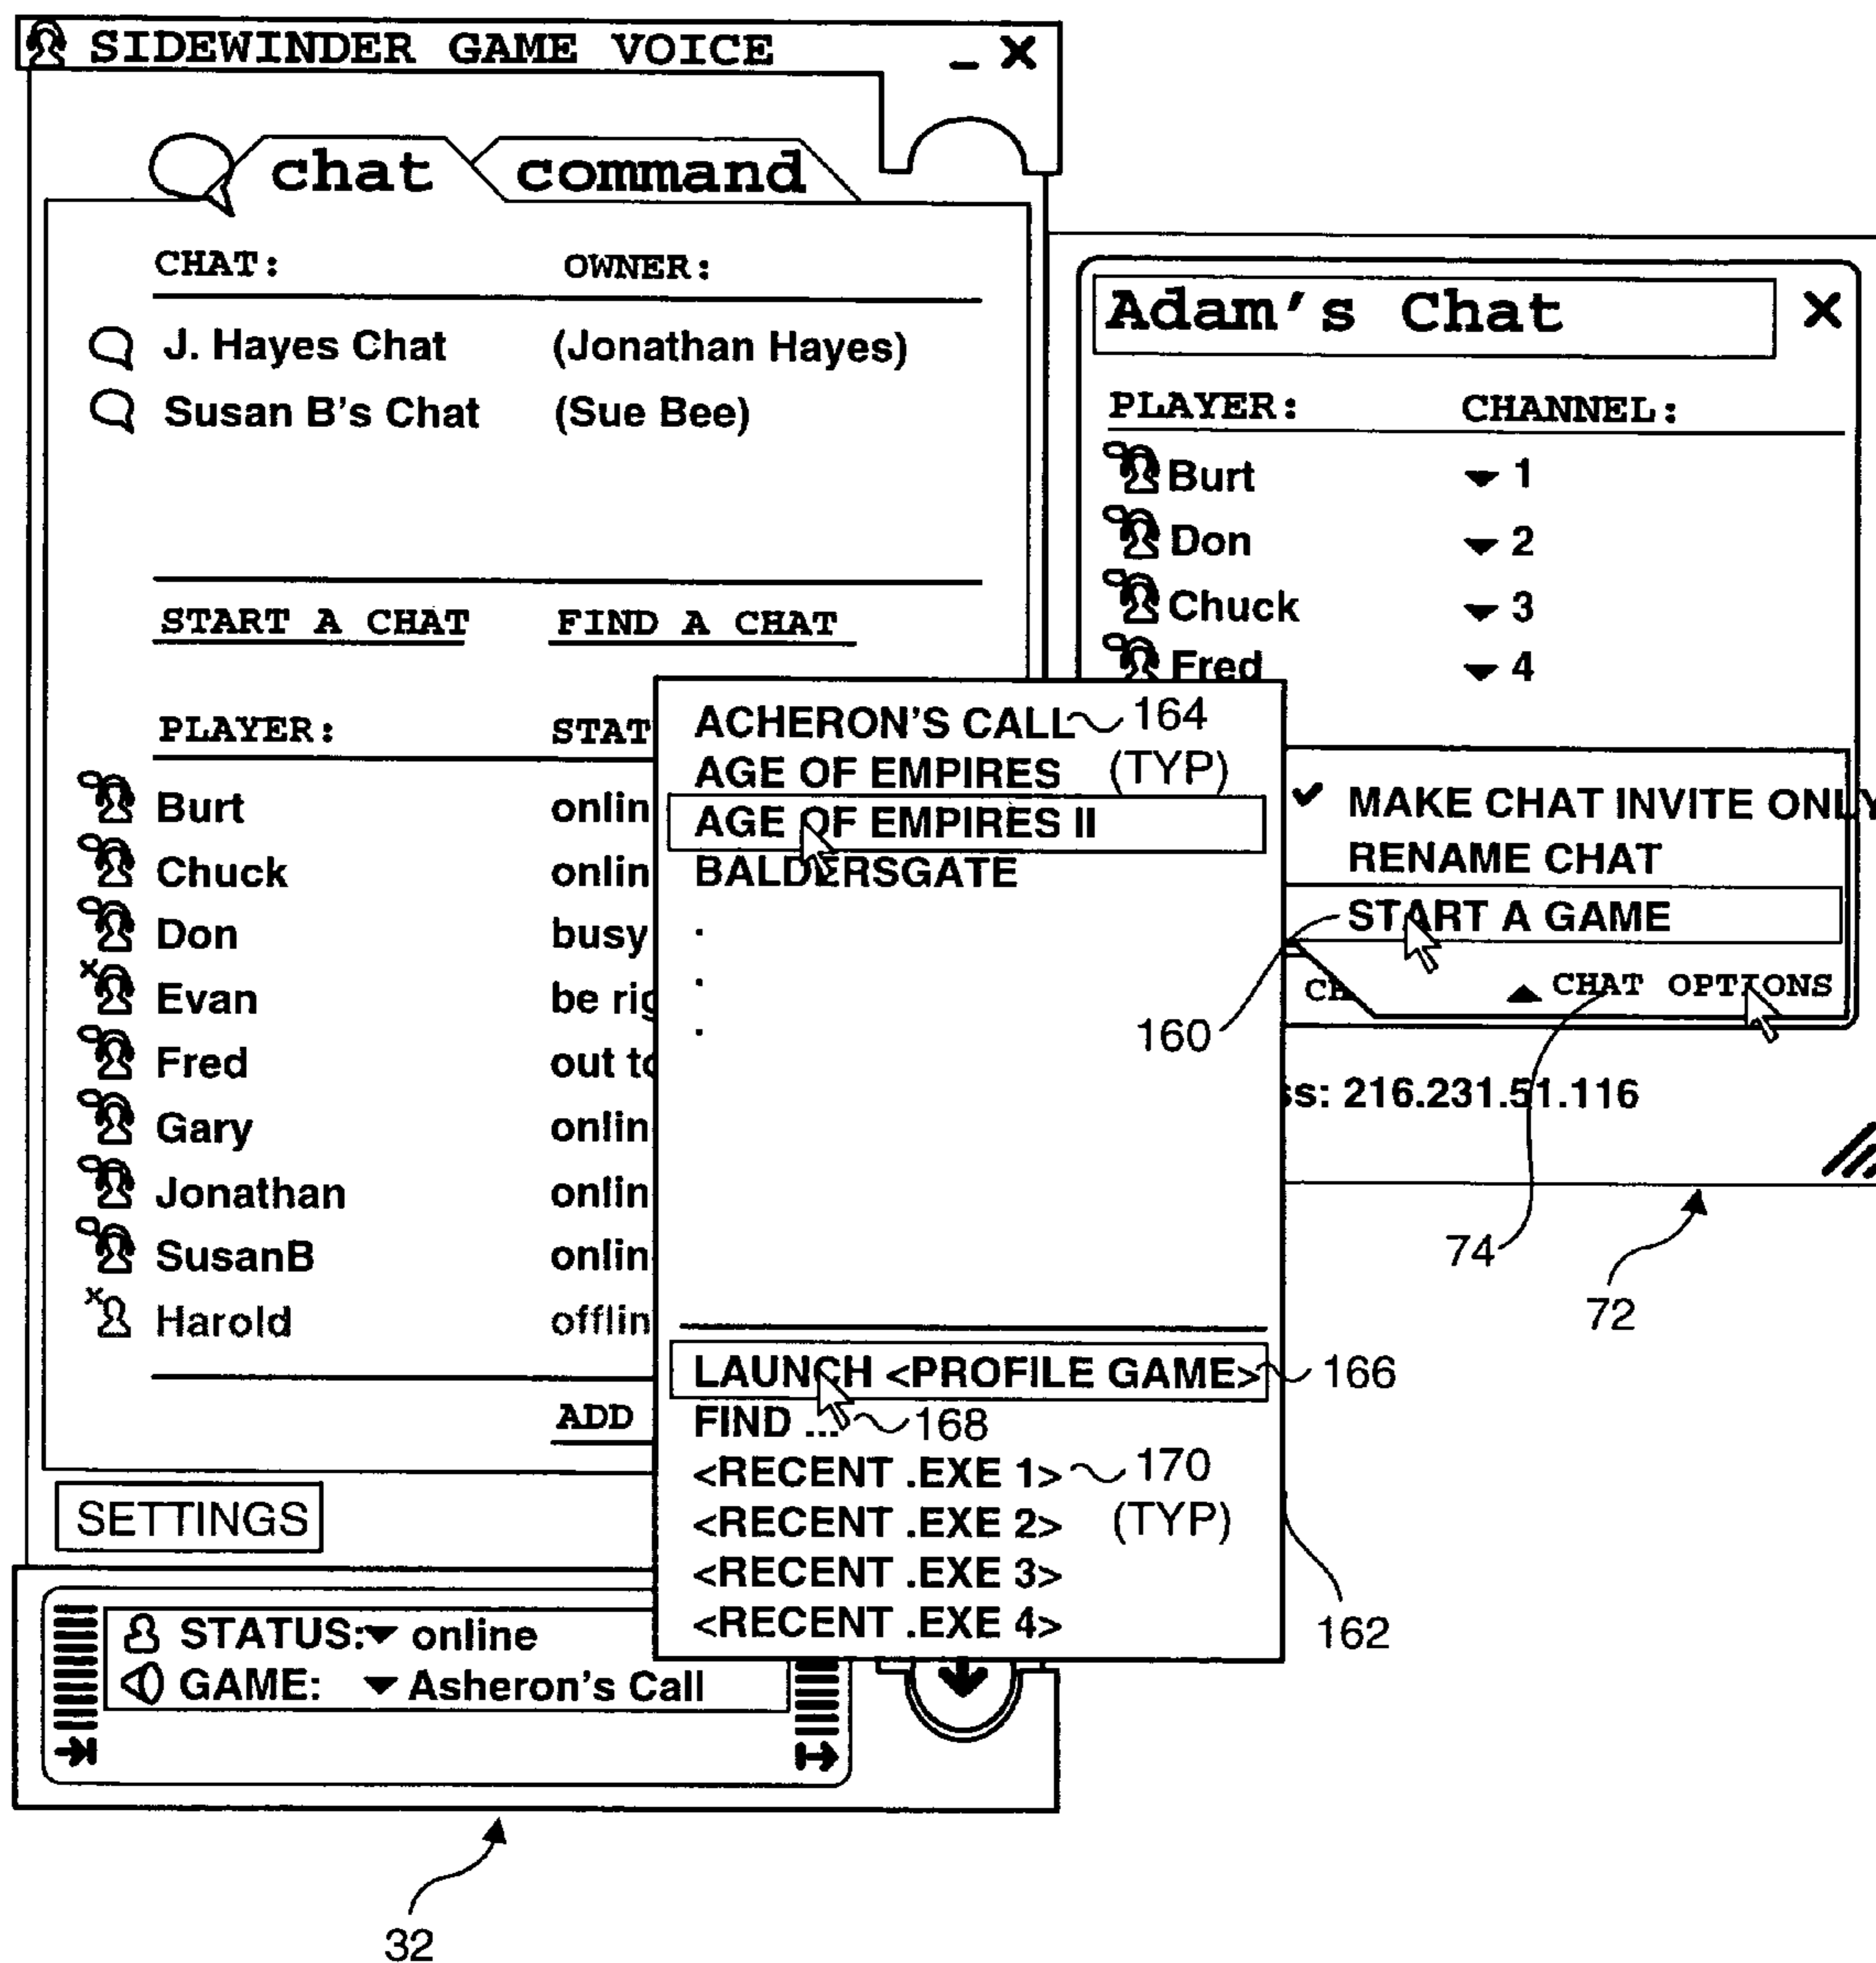 SIDEWINDER GAME VOICE
chat command
CHAT: OWNER:
J. Hayes Chat (Jonathan Hayes)
Susan B's Chat (Sue Bee)
START A CHAT FIND A CHAT
PLAYER: STAT
Burt onlin
Chuck onlin
Don busy
Evan be rig
Fred out to
Gary onlin
Jonathan onlin
SusanB onlin
Harold offlin
ADD
SETTINGS
STATUS: online
GAME: Asheron's Call
32
Adam's Chat
PLAYER: CHANNEL:
Burt 1
Don 2
Chuck 3
Fred 4
MAKE CHAT INVITE ONLY
RENAME CHAT
START A GAME
CH CHAT OPTIONS
160
ss: 216.231.51.116
74
72
ACHERON'S CALL 164
AGE OF EMPIRES (TYP)
AGE OF EMPIRES II
BALDERSGATE
.
.
.
LAUNCH <PROFILE GAME> 166
FIND ... 168
<RECENT .EXE 1> 170
<RECENT .EXE 2> (TYP)
<RECENT .EXE 3>
<RECENT .EXE 4>
162